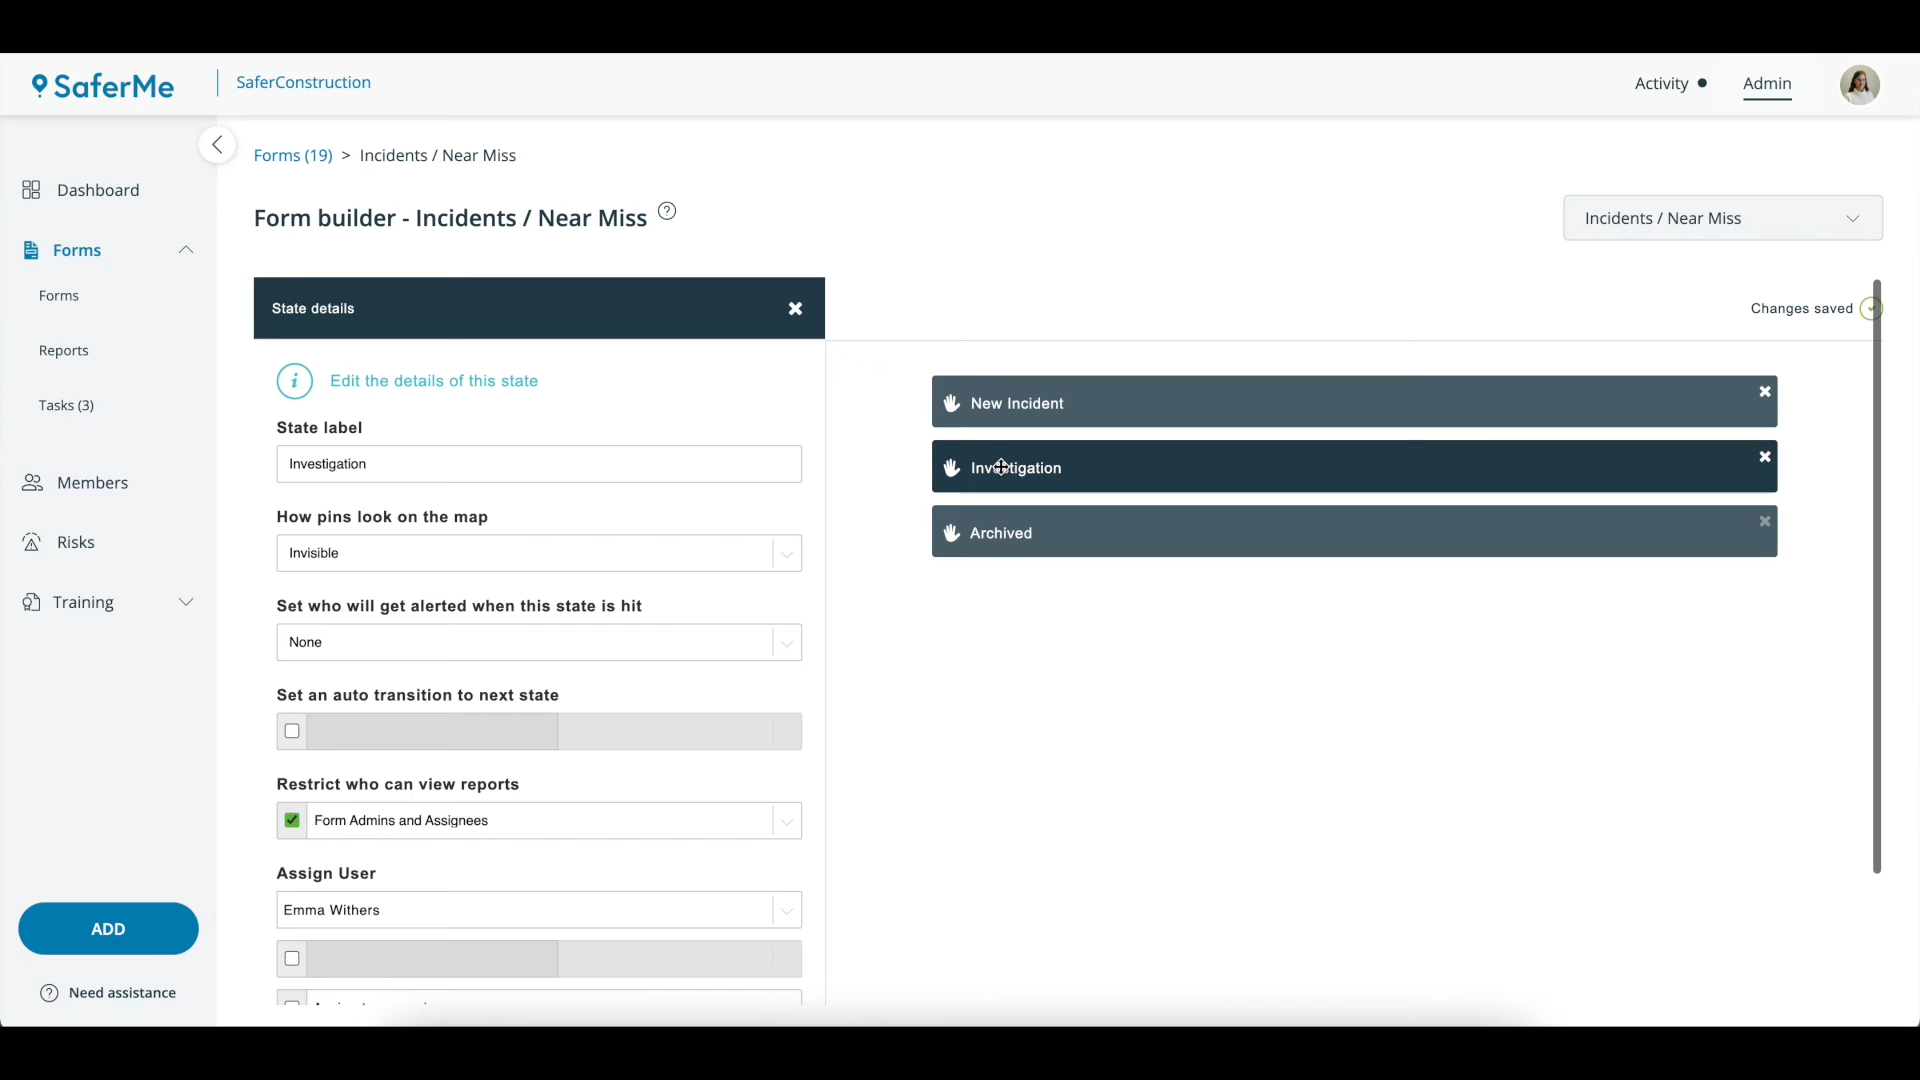 SaferMe
SaferConstruction
Activity
Admin
Forms (19) > Incidents / Near Miss
Dashboard
Form builder - Incidents / Near Miss ?
Incidents / Near Miss
Forms
Forms
Reports
Tasks (3)
Members
Risks
Training
ADD
? Need assistance
State details
Changes saved
i Edit the details of this state
State label
Investigation
How pins look on the map
Invisible
Set who will get alerted when this state is hit
None
Set an auto transition to next state
Restrict who can view reports
Form Admins and Assignees
Assign User
Emma Withers
New Incident
Investigation
Archived